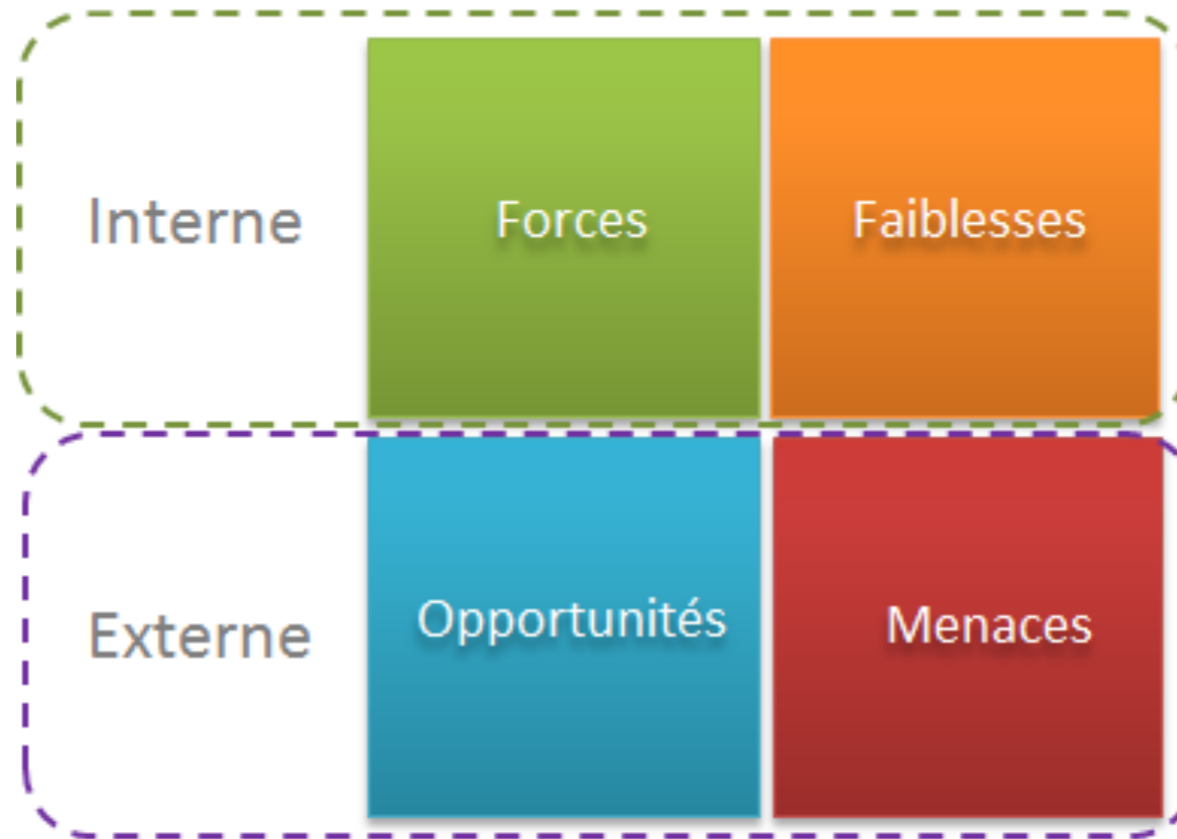 Interne
Forces
Faiblesses
Externe
Opportunités
Menaces